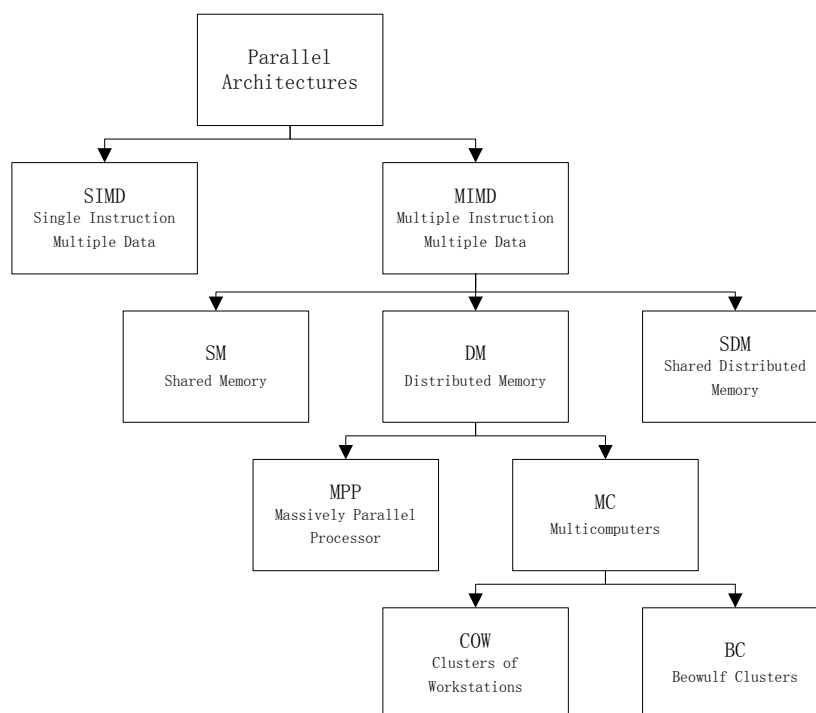 Parallel
Architectures
SIMD
Single Instruction
Multiple Data
MIMD
Multiple Instruction
Multiple Data
SM
Shared Memory
DM
Distributed Memory
SDM
Shared Distributed
Memory
MPP
Massively Parallel
Processor
MC
Multicomputers
COW
Clusters of
Workstations
BC
Beowulf Clusters